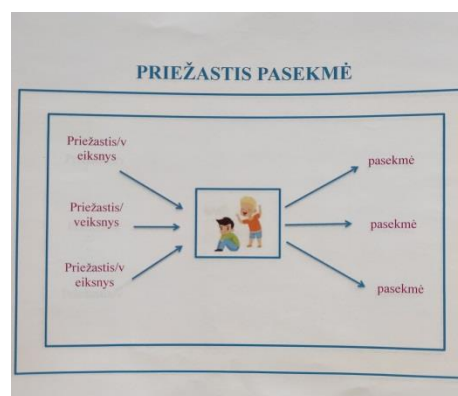 PRIEŽASTIS PASEKMĖ
Priežastis/v
eiksnys
Priežastis/
veiksnys
Priežastis/v
eiksnys
pasekmė
pasekmė
pasekmė